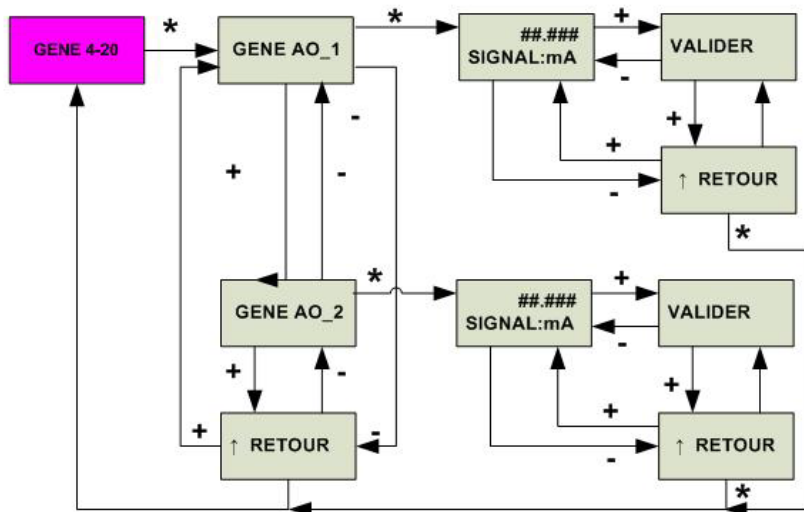 GENE 4-20
*
GENE AO_1
*
##.###
SIGNAL:mA
+
-
VALIDER
+
-
-
+
+
-
↑ RETOUR
*
GENE AO_2
*
##.###
SIGNAL:mA
+
-
VALIDER
+
-
+
+
-
+
-
↑ RETOUR
↑ RETOUR
*